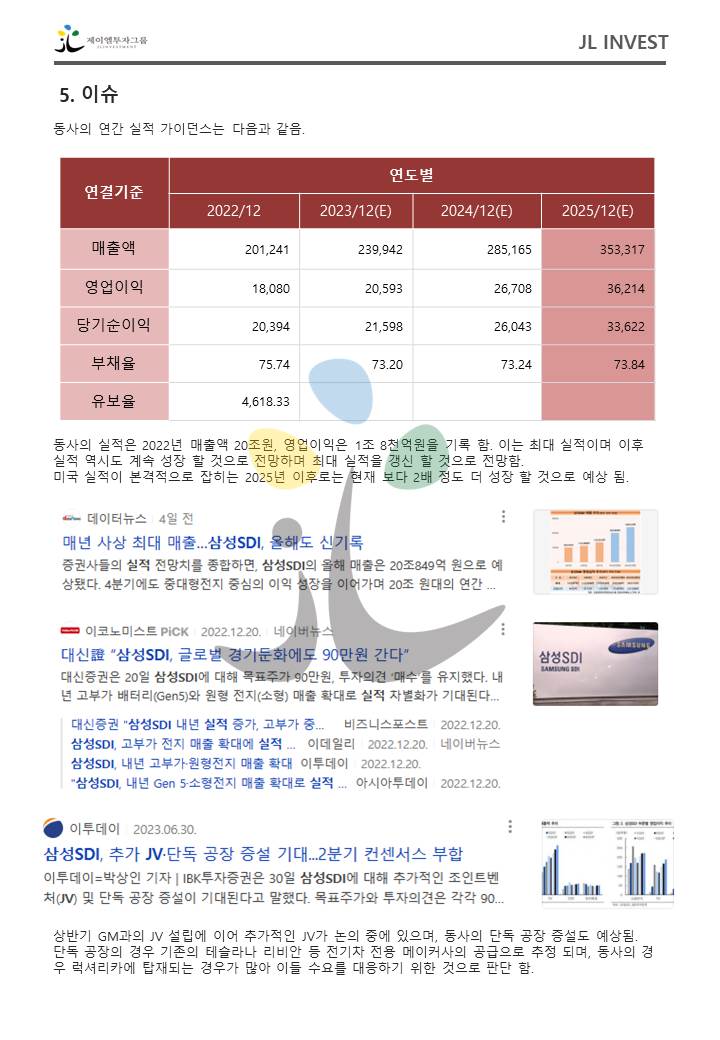 제이엘투자그룹
JL INVESTMENT
JL INVEST
5. 이슈
동사의 연간 실적 가이던스는 다음과 같음.
연결기준 연도별
2022/12 2023/12(E) 2024/12(E) 2025/12(E)
매출액 201,241 239,942 285,165 353,317
영업이익 18,080 20,593 26,708 36,214
당기순이익 20,394 21,598 26,043 33,622
부채율 75.74 73.20 73.24 73.84
유보율 4,618.33
동사의 실적은 2022년 매출액 20조원, 영업이익은 1조 8천억원을 기록 함. 이는 최대 실적이며 이후
실적 역시도 계속 성장 할 것으로 전망하며 최대 실적을 갱신 할 것으로 전망함.
미국 실적이 본격적으로 잡히는 2025년 이후로는 현재 보다 2배 정도 더 성장 할 것으로 예상 됨.
데이터뉴스 4일 전
매년 사상 최대 매출...삼성SDI, 올해도 신기록
증권사들의 실적 전망치를 종합하면, 삼성SDI의 올해 매출은 20조849억 원으로 예
상됐다. 4분기에도 중대형전지 중심의 이익 성장을 이어가며 20조 원대의 연간 ...
이코노미스트 PiCK 2022.12.20. 네이버뉴스
대신證 “삼성SDI, 글로벌 경기둔화에도 90만원 간다”
대신증권은 20일 삼성SDI에 대해 목표주가 90만원, 투자의견 '매수'를 유지했다. 내
년 고부가 배터리(Gen5)와 원형 전지(소형) 매출 확대로 실적 차별화가 기대된다...
삼성SDI
SAMSUNG SDI
SAMSUNG
대신증권 "삼성SDI 내년 실적 증가, 고부가 중... 비즈니스포스트 2022.12.20.
삼성SDI, 고부가 전지 매출 확대에 실적 ... 이데일리 2022.12.20. 네이버뉴스
삼성SDI, 내년 고부가·원형전지 매출 확대 이투데이 2022.12.20.
"삼성SDI, 내년 Gen 5·소형전지 매출 확대로 실적 ... 아시아투데이 2022.12.20.
이투데이 2023.06.30.
삼성SDI, 추가 JV·단독 공장 증설 기대...2분기 컨센서스 부합
이투데이=박상인 기자 | IBK투자증권은 30일 삼성SDI에 대해 추가적인 조인트벤
처(JV) 및 단독 공장 증설이 기대된다고 말했다. 목표주가와 투자의견은 각각 90...
상반기 GM과의 JV 설립에 이어 추가적인 JV가 논의 중에 있으며, 동사의 단독 공장 증설도 예상됨.
단독 공장의 경우 기존의 테슬라나 리비안 등 전기차 전용 메이커사의 공급으로 추정 되며, 동사의 경
우 럭셔리카에 탑재되는 경우가 많아 이들 수요를 대응하기 위한 것으로 판단 함.